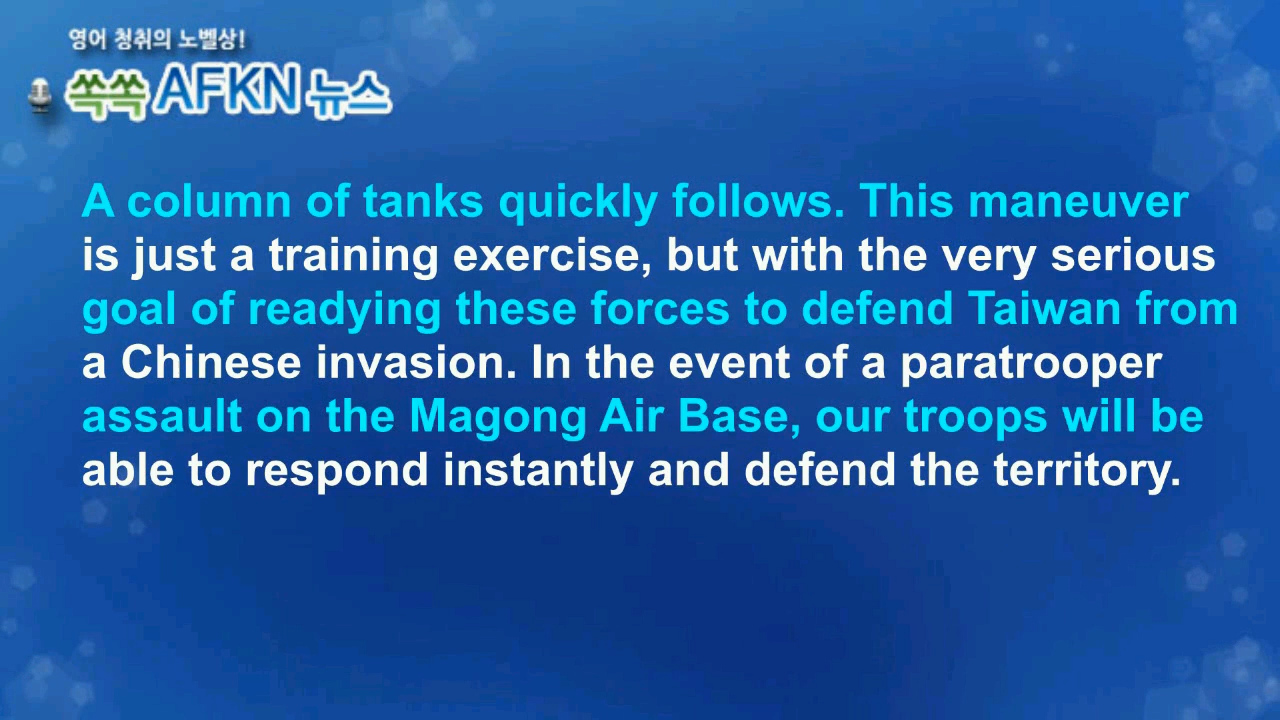 영어 청취의 노벨상!
쏙쏙 AFKN 뉴스
A column of tanks quickly follows. This maneuver
is just a training exercise, but with the very serious
goal of readying these forces to defend Taiwan from
a Chinese invasion. In the event of a paratrooper
assault on the Magong Air Base, our troops will be
able to respond instantly and defend the territory.